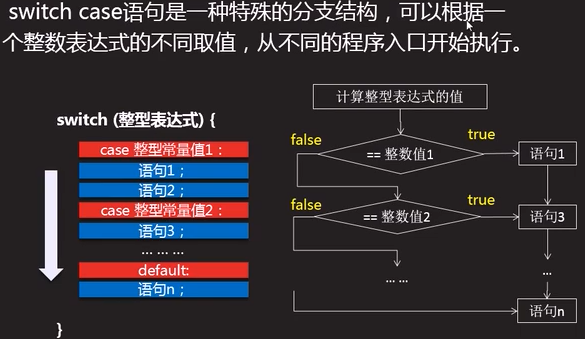 switch case语句是一种特殊的分支结构，可以根据一
个整数表达式的不同取值，从不同的程序入口开始执行。
switch (整型表达式) {
case 整型常量值1：
语句1；
语句2；
case 整型常量值2：
语句3；
… … …
default:
语句n；
}
计算整型表达式的值
false
true
== 整数值1
语句1
false
true
== 整数值2
语句3
… …
…
语句n